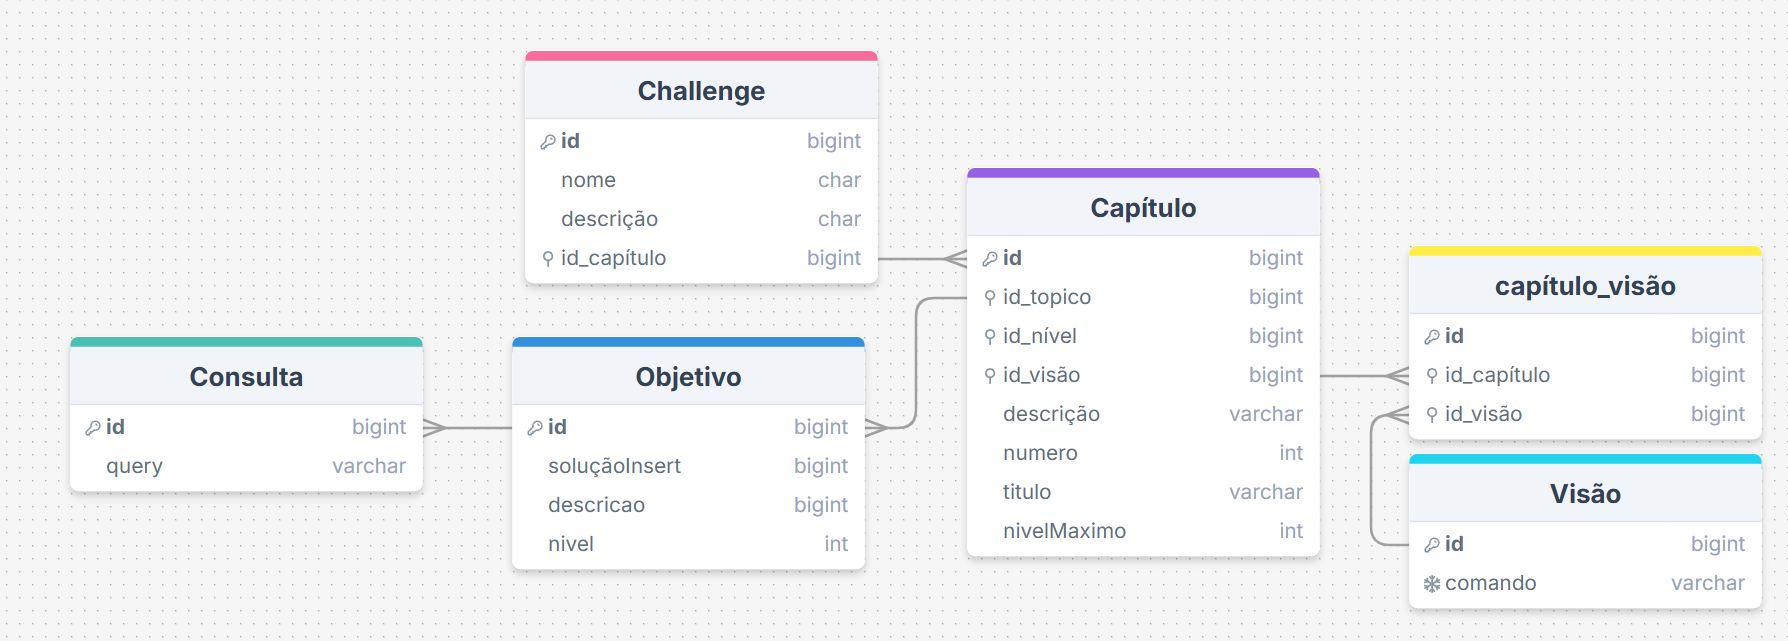 Challenge
id bigint
nome char
descrição char
id_capítulo bigint
Consulta
id bigint
query varchar
Objetivo
id bigint
soluçãoInsert bigint
descricao bigint
nivel int
Capítulo
id bigint
id_topico bigint
id_nível bigint
id_visão bigint
descrição varchar
numero int
titulo varchar
nivelMaximo int
capítulo_visão
id bigint
id_capítulo bigint
id_visão bigint
Visão
id bigint
comando varchar